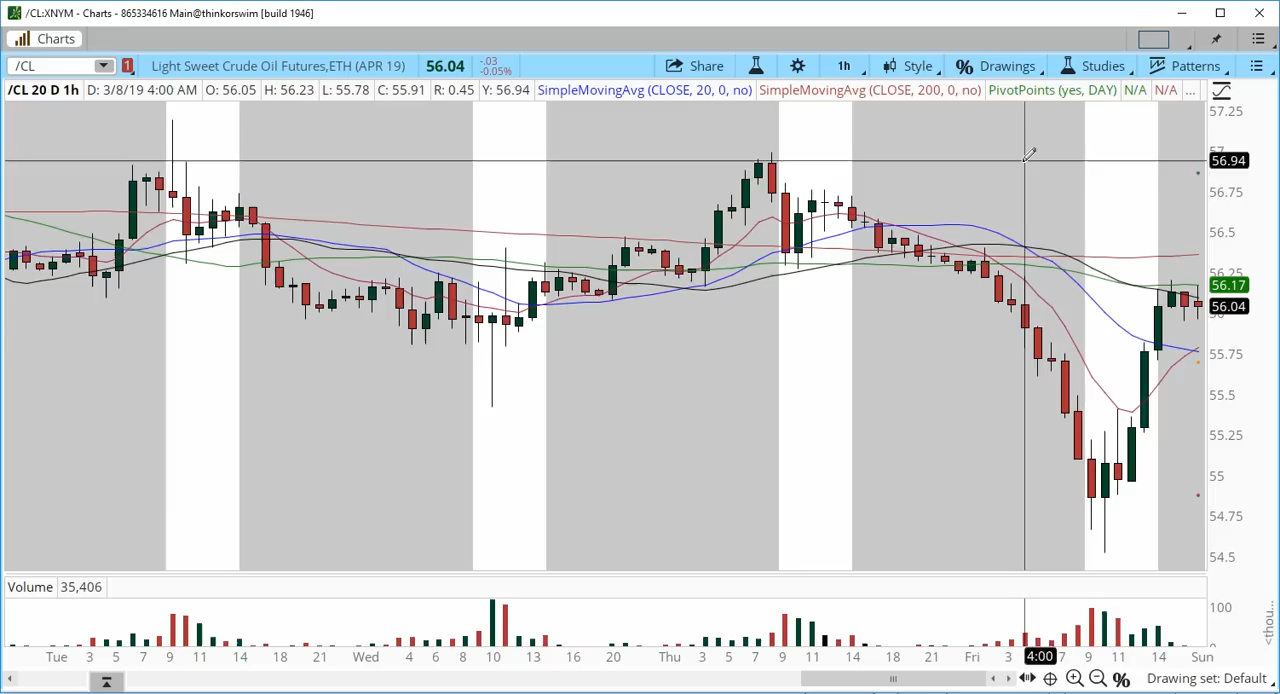 /CL:XNYM - Charts - 865334616 Main@thinkorswim [build 1946]
Charts
/CL 1 Light Sweet Crude Oil Futures,ETH (APR 19) 56.04 -.03 -0.05% Share 1h Style Drawings Studies Patterns
/CL 20 D 1h D: 3/8/19 4:00 AM O: 56.05 H: 56.23 L: 55.78 C: 55.91 R: 0.45 Y: 56.94 SimpleMovingAvg (CLOSE, 20, 0, no) SimpleMovingAvg (CLOSE, 200, 0, no) PivotPoints (yes, DAY) N/A N/A ...
57.25
56.94
56.75
56.5
56.25
56.17
56.04
55.75
55.5
55.25
55
54.75
54.5
Volume 35,406
100
<thou...
Tue 3 5 7 9 11 14 18 21 Wed 4 6 8 10 13 16 20 Thu 3 5 7 9 11 14 18 21 Fri 3 4:00 7 9 11 14 Sun
Drawing set: Default